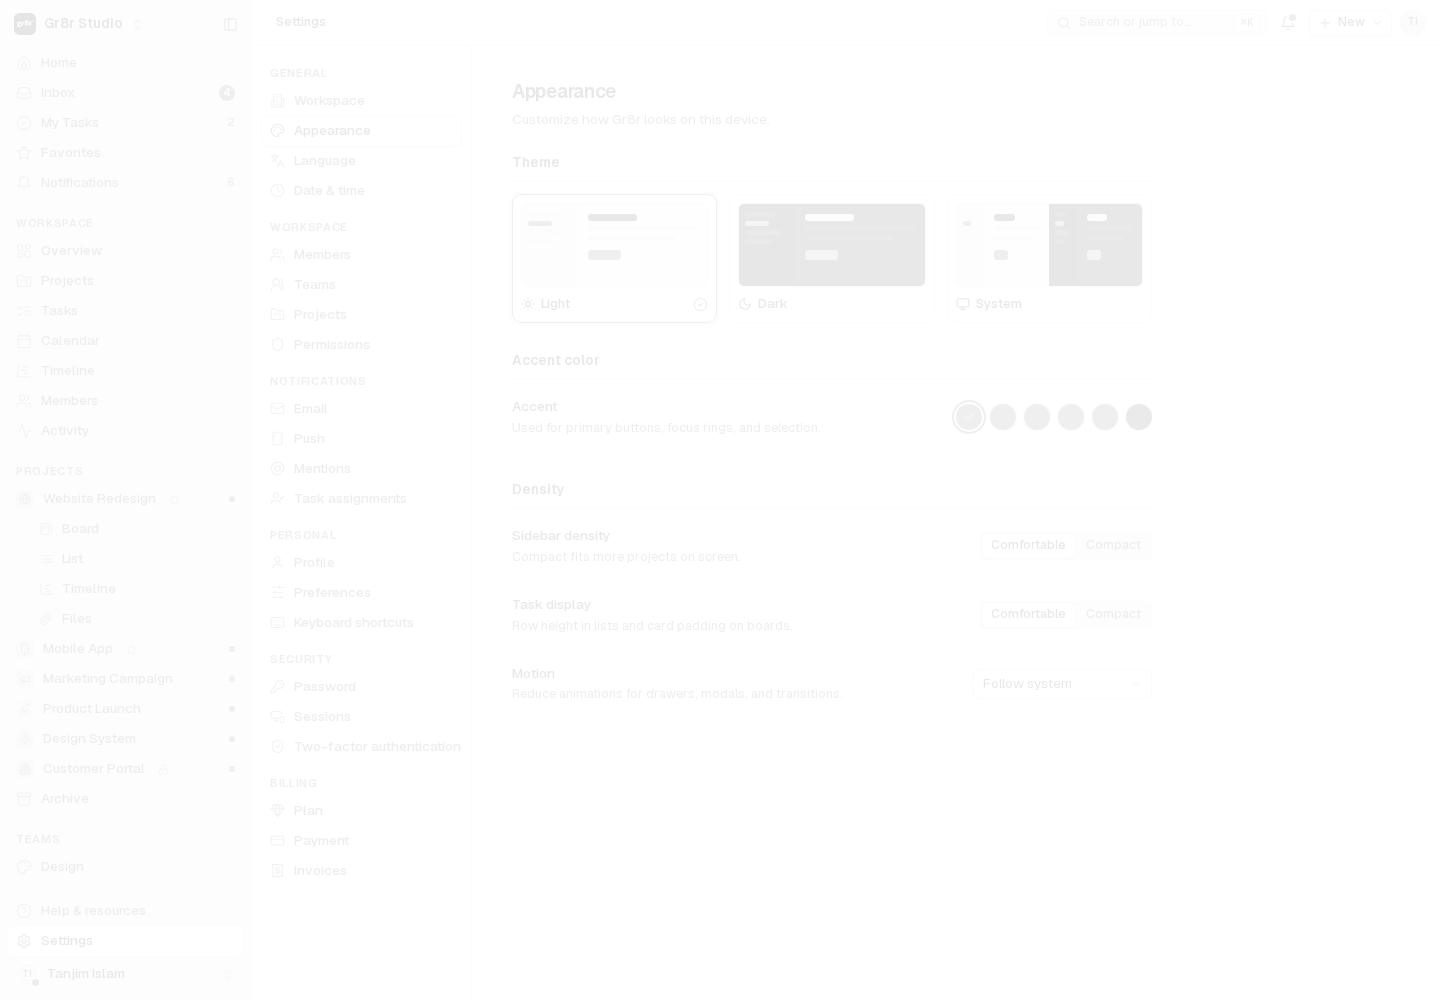 Gr8r Studio
Home
Inbox 4
My Tasks 2
Favorites
Notifications 6
WORKSPACE
Overview
Projects
Tasks
Calendar
Timeline
Members
Activity
PROJECTS
Website Redesign
Board
List
Timeline
Files
Mobile App
Marketing Campaign
Product Launch
Design System
Customer Portal
Archive
TEAMS
Design
Help & resources
Settings
TI Tanjim Islam
Settings
Search or jump to... ⌘K
New
TI
GENERAL
Workspace
Appearance
Language
Date & time
WORKSPACE
Members
Teams
Projects
Permissions
NOTIFICATIONS
Email
Push
Mentions
Task assignments
PERSONAL
Profile
Preferences
Keyboard shortcuts
SECURITY
Password
Sessions
Two-factor authentication
BILLING
Plan
Payment
Invoices
Appearance
Customize how Gr8r looks on this device.
Theme
Light
Dark
System
Accent color
Accent
Used for primary buttons, focus rings, and selection.
Density
Sidebar density
Compact fits more projects on screen.
Comfortable Compact
Task display
Row height in lists and card padding on boards.
Comfortable Compact
Motion
Reduce animations for drawers, modals, and transitions.
Follow system